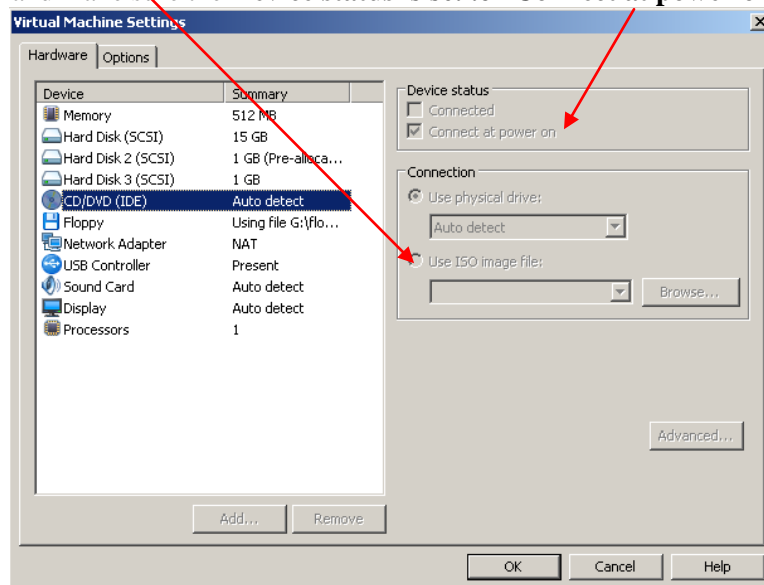 Virtual Machine Settings
Hardware Options
Device Summary
Memory 512 MB
Hard Disk (SCSI) 15 GB
Hard Disk 2 (SCSI) 1 GB (Pre-alloca...
Hard Disk 3 (SCSI) 1 GB
CD/DVD (IDE) Auto detect
Floppy Using file G:\flo...
Network Adapter NAT
USB Controller Present
Sound Card Auto detect
Display Auto detect
Processors 1
Add... Remove
Device status
Connected
Connect at power on
Connection
Use physical drive:
Auto detect
Use ISO image file:
Browse...
Advanced...
OK Cancel Help